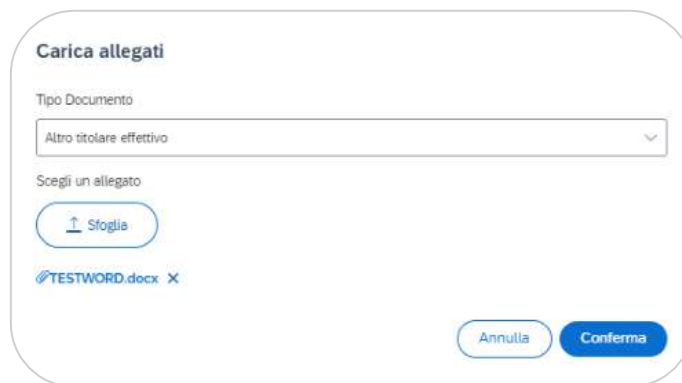 Carica allegati
Tipo Documento
Altro titolare effettivo
Scegli un allegato
Sfoglia
TESTWORD.docx
Annulla Conferma